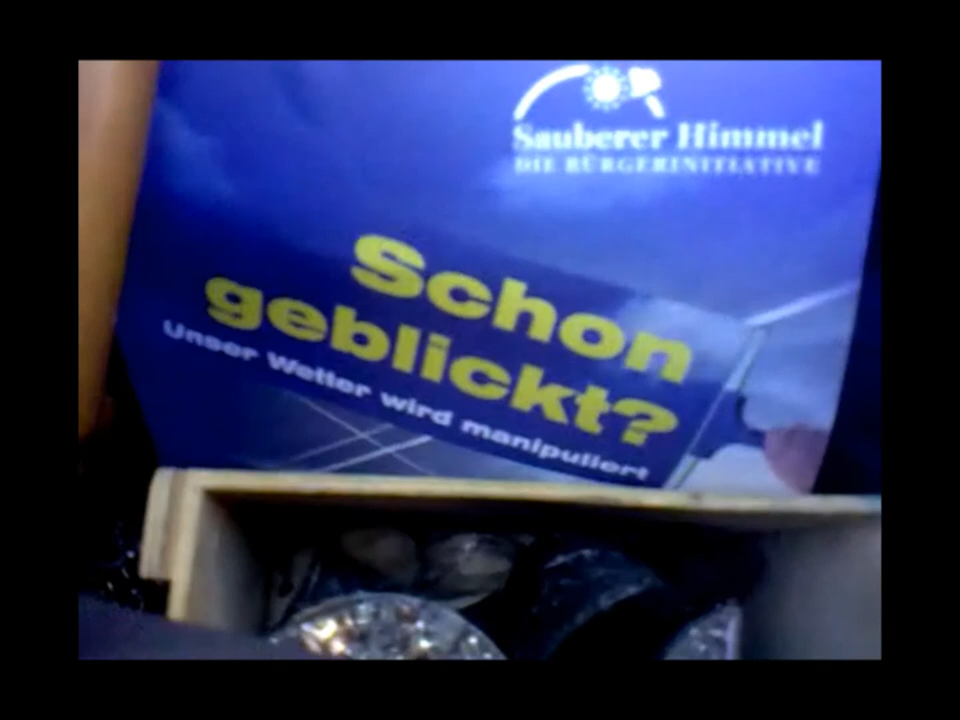 Sauberer Himmel
DIE BÜRGERINITIATIVE
Schon
geblickt?
Unser Wetter wird manipuliert